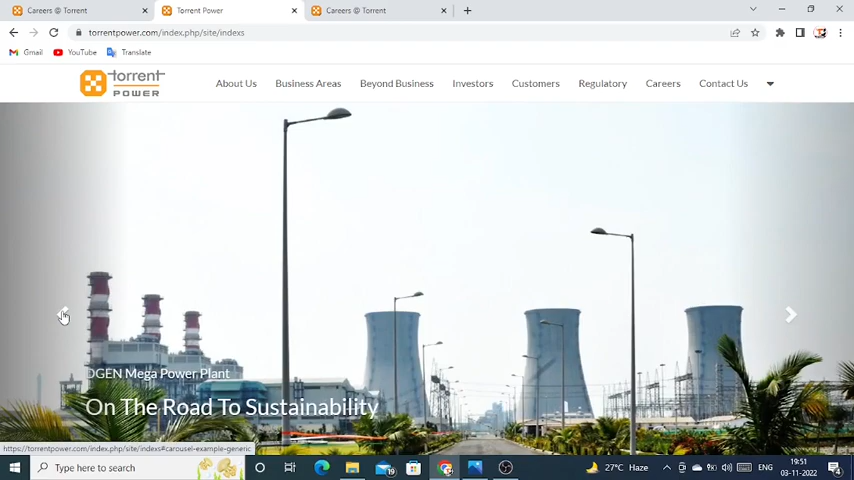 Careers @ Torrent
Torrent Power
Careers @ Torrent
torrentpower.com/index.php/site/indexs
Gmail
YouTube
Translate
torrent
POWER
About Us
Business Areas
Beyond Business
Investors
Customers
Regulatory
Careers
Contact Us
DGEN Mega Power Plant
On The Road To Sustainability
https://torrentpower.com/index.php/site/indexs#carousel-example-generic
Type here to search
19
27°C Haze
ENG
19:51
03-11-2022
4